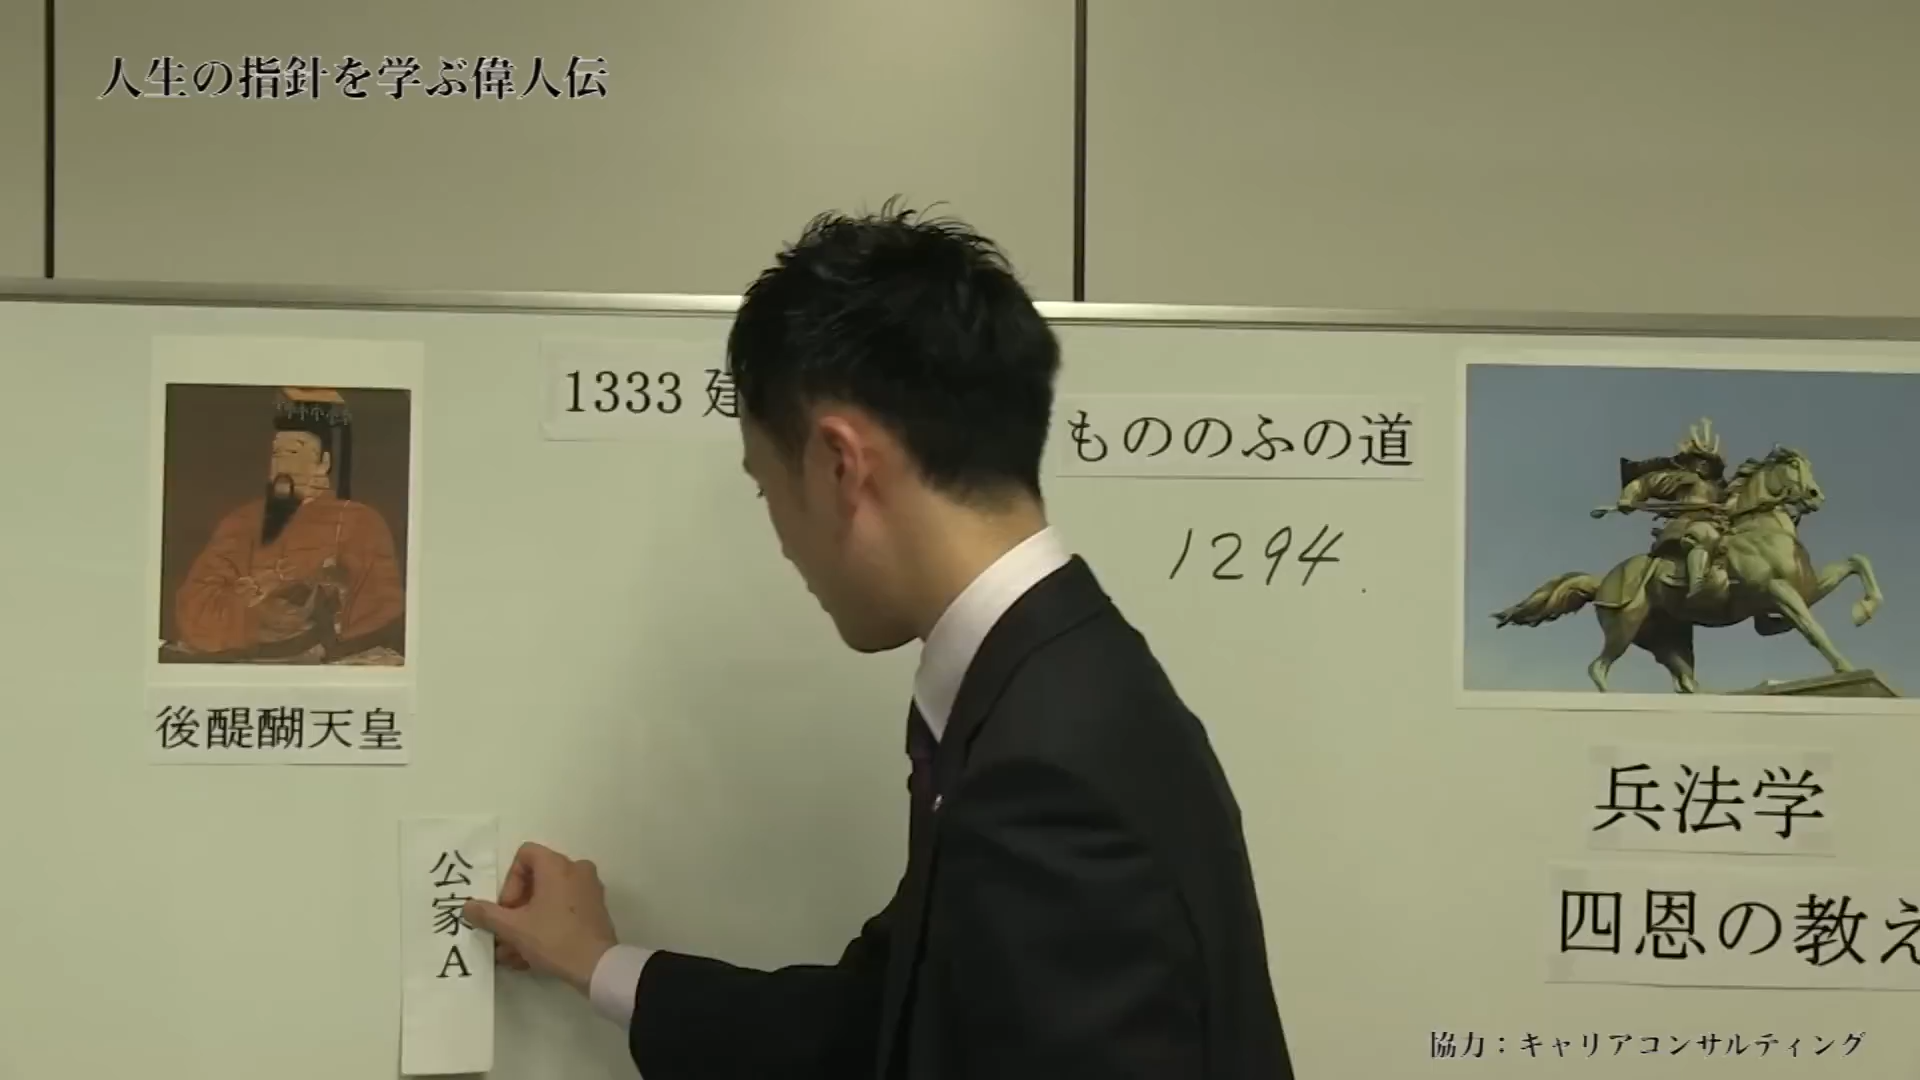 人生の指針を学ぶ偉人伝
1333 建
もののふの道
1294
後醍醐天皇
公家A
兵法学
四恩の教え
協力：キャリアコンサルティング